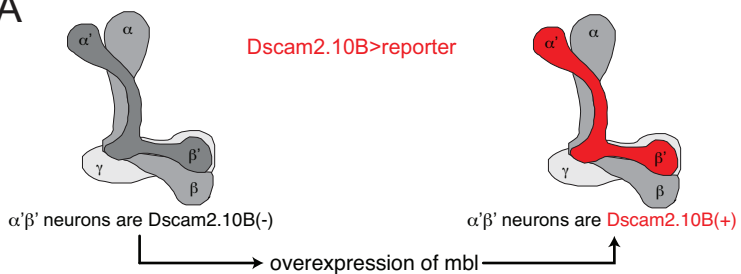 A
α'
α
Dscam2.10B>reporter
α'
α
γ
β'
β
γ
β'
β
α'β' neurons are Dscam2.10B(-)
α'β' neurons are Dscam2.10B(+)
overexpression of mbl